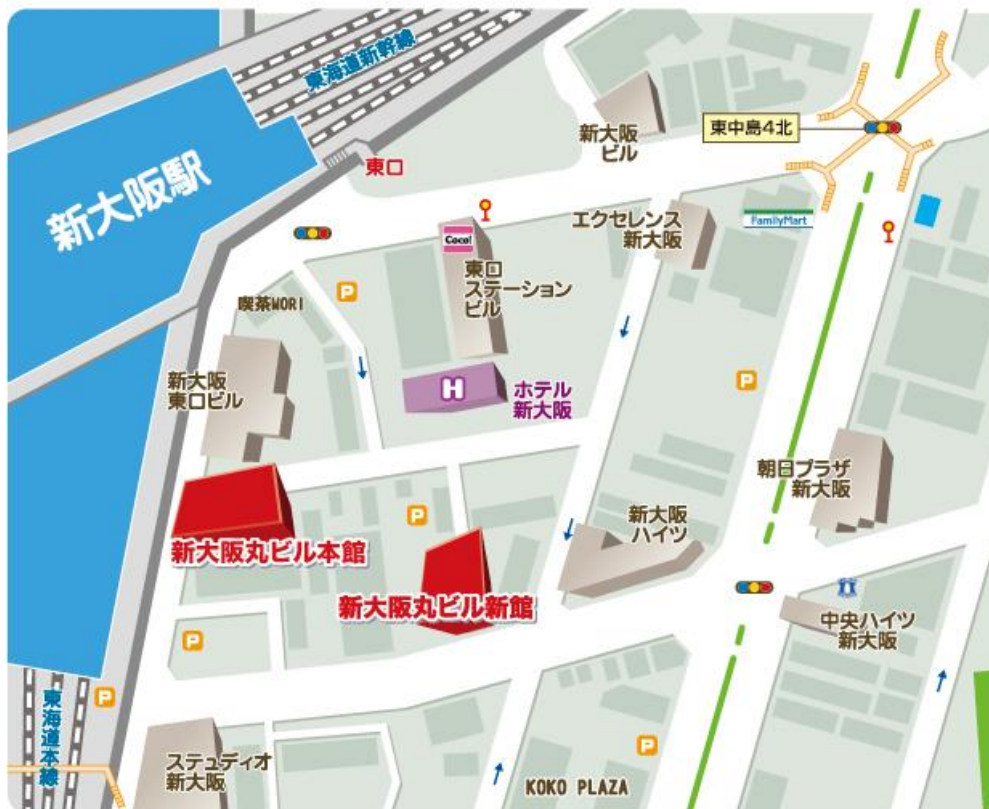 東海道新幹線
新大阪駅
東口
新大阪
ビル
東中島4北
FamilyMart
エクセレンス
新大阪
Coco!
東口
ステーション
ビル
P
喫茶MORI
新大阪
東口ビル
H
ホテル
新大阪
P
朝日プラザ
新大阪
新大阪丸ビル本館
P
新大阪
ハイツ
新大阪丸ビル新館
中央ハイツ
新大阪
P
P
東海道本線
ステュディオ
新大阪
P
KOKO PLAZA